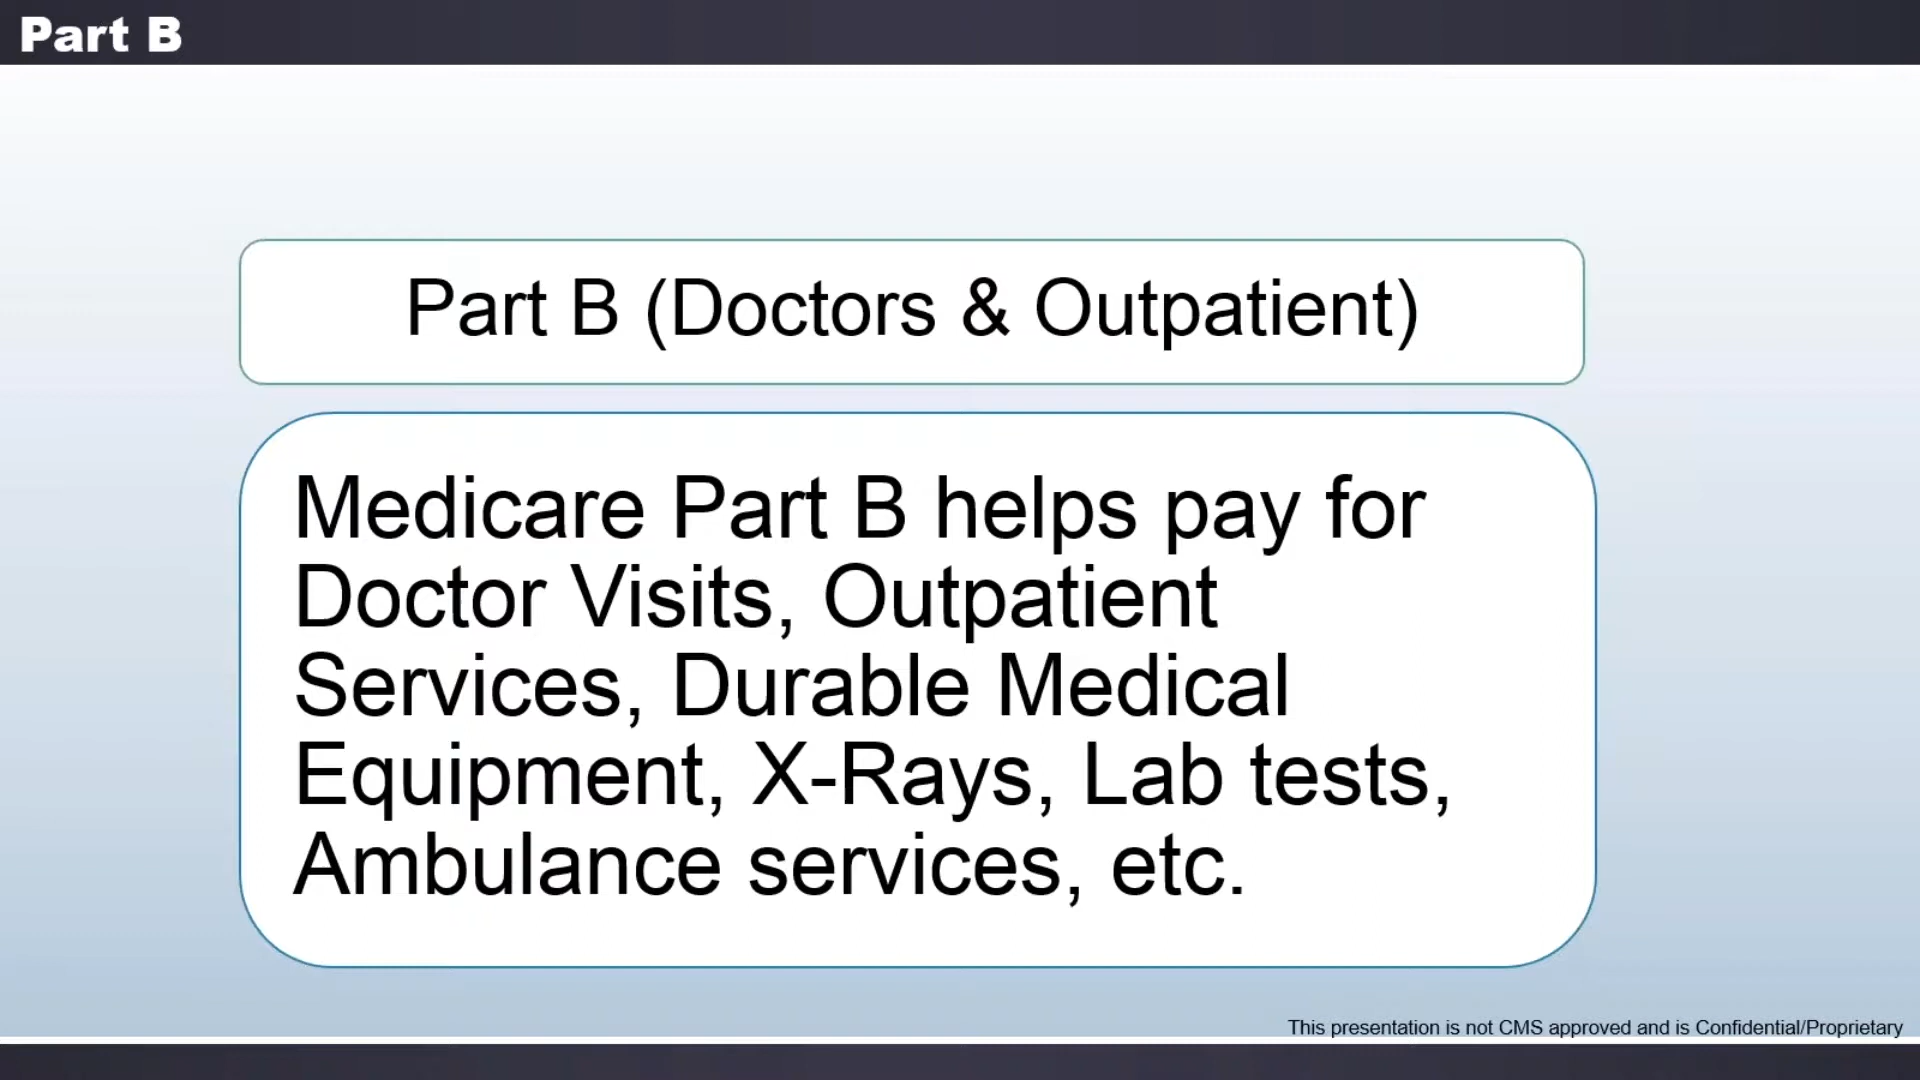 Part B
Part B (Doctors & Outpatient)
Medicare Part B helps pay for
Doctor Visits, Outpatient
Services, Durable Medical
Equipment, X-Rays, Lab tests,
Ambulance services, etc.
This presentation is not CMS approved and is Confidential/Proprietary